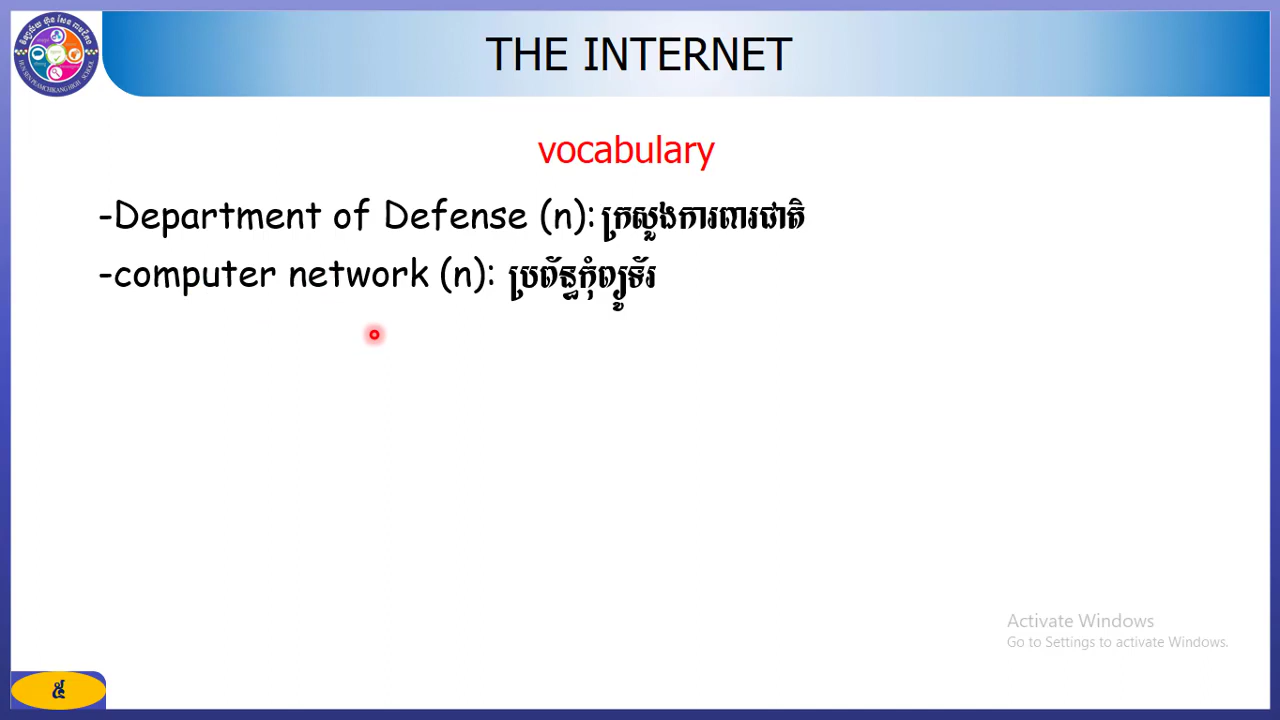 THE INTERNET
vocabulary
-Department of Defense (n): ក្រសួងការពារជាតិ
-computer network (n): ប្រព័ន្ធកុំព្យូទ័រ
Activate Windows
Go to Settings to activate Windows.
៥